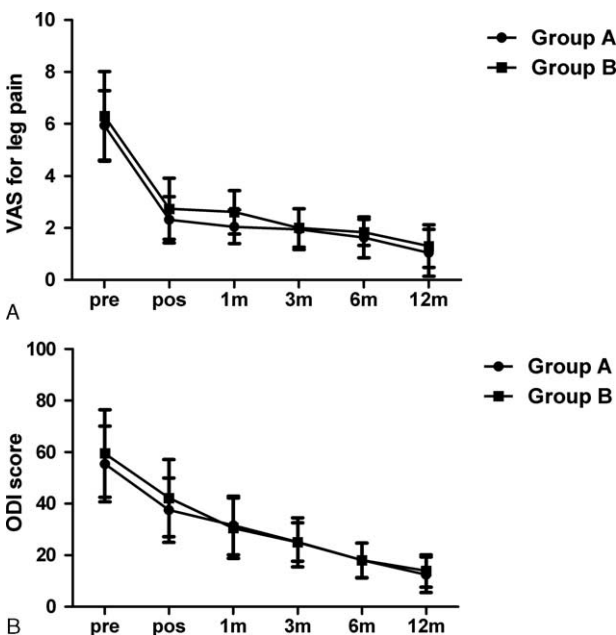 10
8
6
4
2
0
VAS for leg pain
Group A
Group B
pre pos 1m 3m 6m 12m
A
100
80
60
40
20
0
ODI score
Group A
Group B
pre pos 1m 3m 6m 12m
B